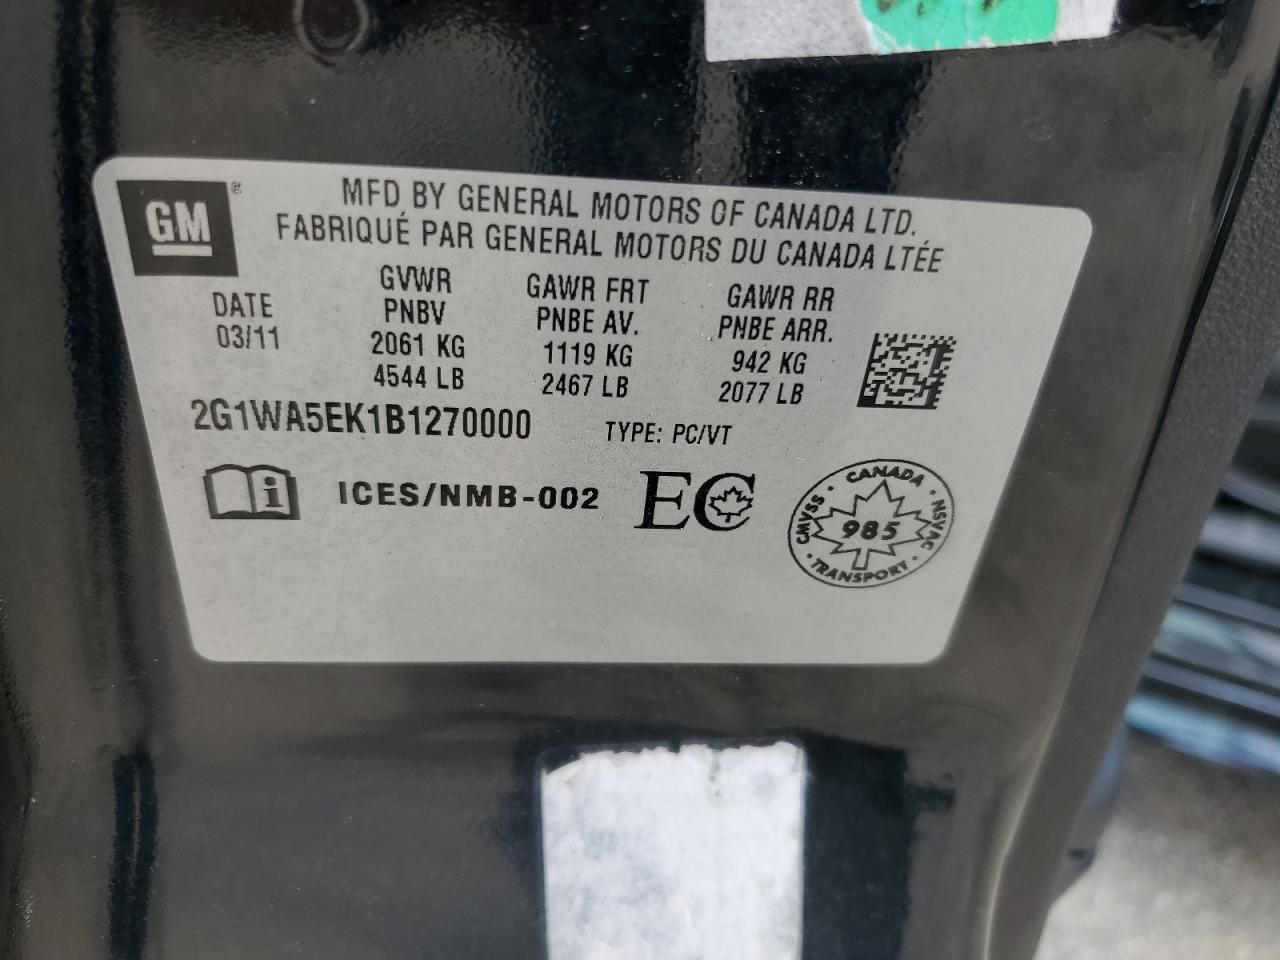 GM
MFD BY GENERAL MOTORS OF CANADA LTD.
FABRIQUÉ PAR GENERAL MOTORS DU CANADA LTÉE
DATE
03/11
GVWR
PNBV
2061 KG
4544 LB
GAWR FRT
PNBE AV.
1119 KG
2467 LB
GAWR RR
PNBE ARR.
942 KG
2077 LB
2G1WA5EK1B1270000
TYPE: PC/VT
i
ICES/NMB-002
EC
CANADA
CMVSS
985
NSVAC
TRANSPORT